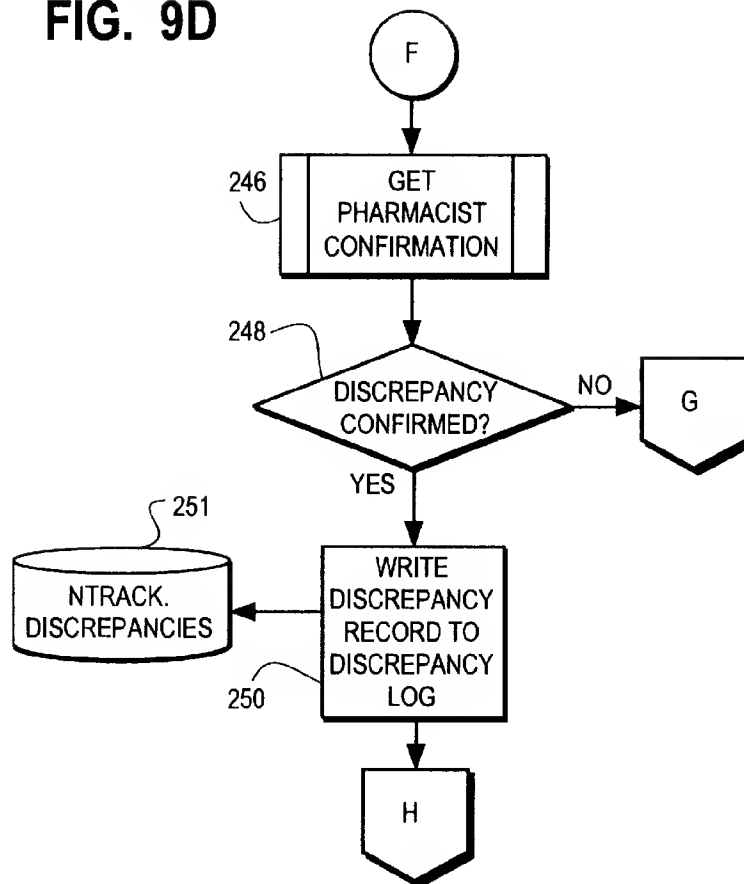 FIG. 9D
F
246
GET
PHARMACIST
CONFIRMATION
248
DISCREPANCY
CONFIRMED?
NO
G
YES
251
NTRACK.
DISCREPANCIES
WRITE
DISCREPANCY
RECORD TO
DISCREPANCY
LOG
250
H